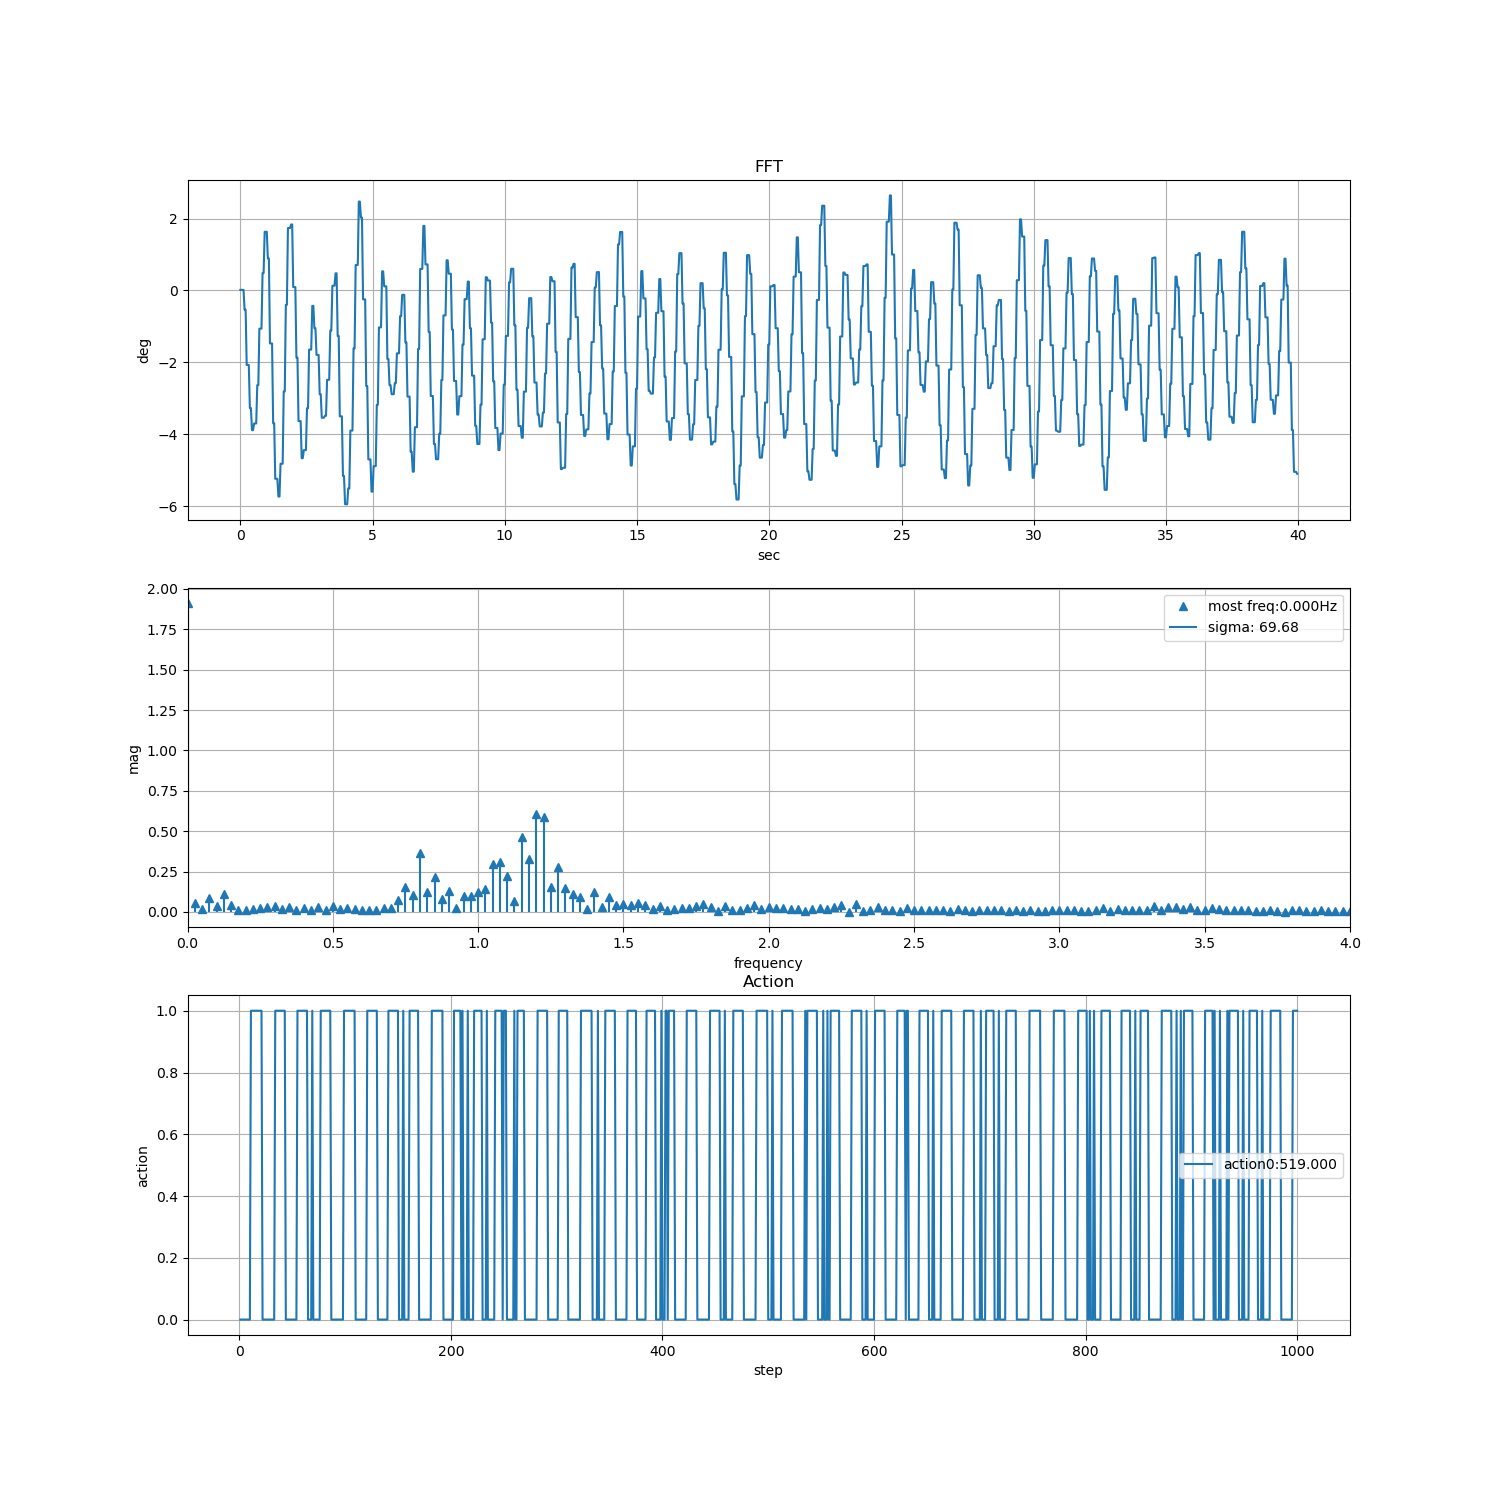 FFT
2
0
−2
−4
−6
deg
0 5 10 15 20 25 30 35 40
sec
2.00
1.75
1.50
1.25
1.00
0.75
0.50
0.25
0.00
mag
most freq:0.000Hz
sigma: 69.68
0.0 0.5 1.0 1.5 2.0 2.5 3.0 3.5 4.0
frequency
Action
1.0
0.8
0.6
0.4
0.2
0.0
action
action0:519.000
0 200 400 600 800 1000
step